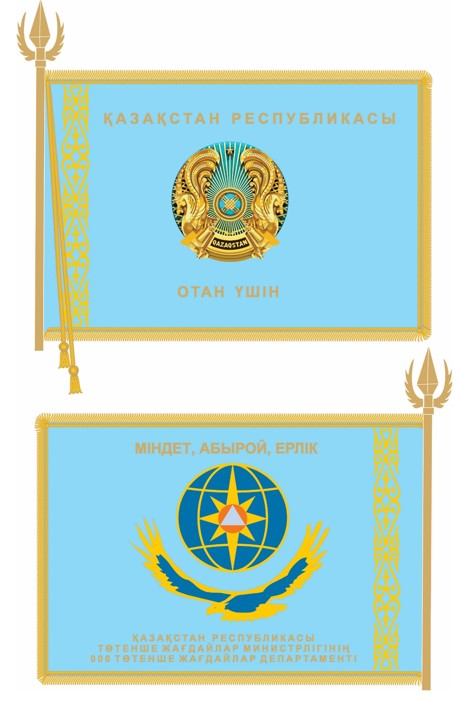 ҚАЗАҚСТАН РЕСПУБЛИКАСЫ
QAZAQSTAN
ОТАН ҮШІН
МІНДЕТ, АБЫРОЙ, ЕРЛІК
ҚАЗАҚСТАН РЕСПУБЛИКАСЫ
ТӨТЕНШЕ ЖАҒДАЙЛАР МИНИСТРЛІГІНІҢ
000 ТӨТЕНШЕ ЖАҒДАЙЛАР ДЕПАРТАМЕНТІ